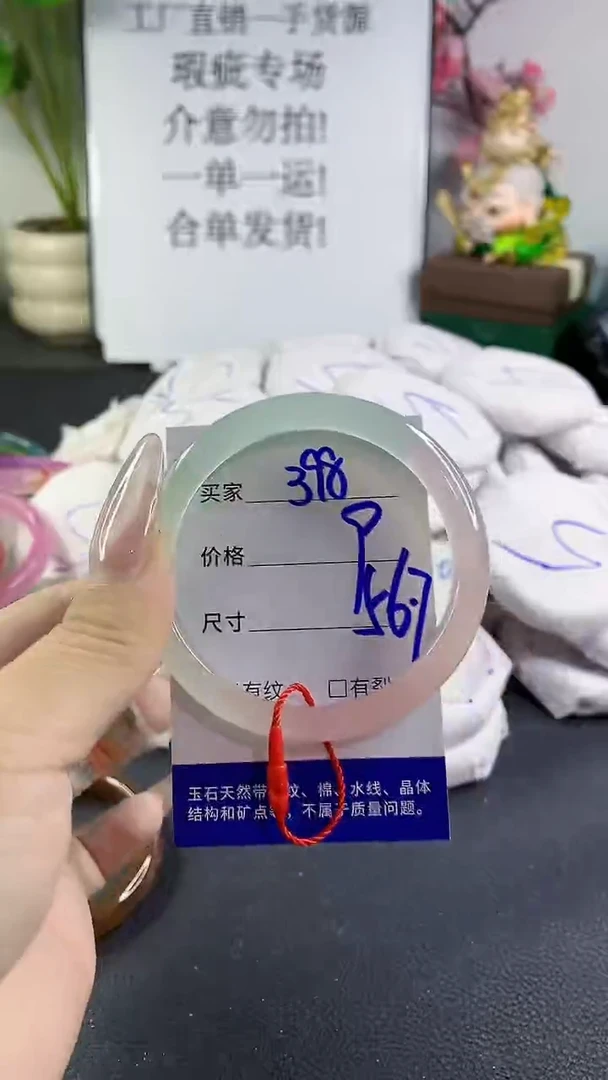 工厂直销一手货源
瑕疵专场
介意勿拍!
一单一运!
合单发货!
买家 398
价格
尺寸 56.7
有纹 □有裂
玉石天然带 纹、棉、水线、晶体
结构和矿点等，不属于质量问题。